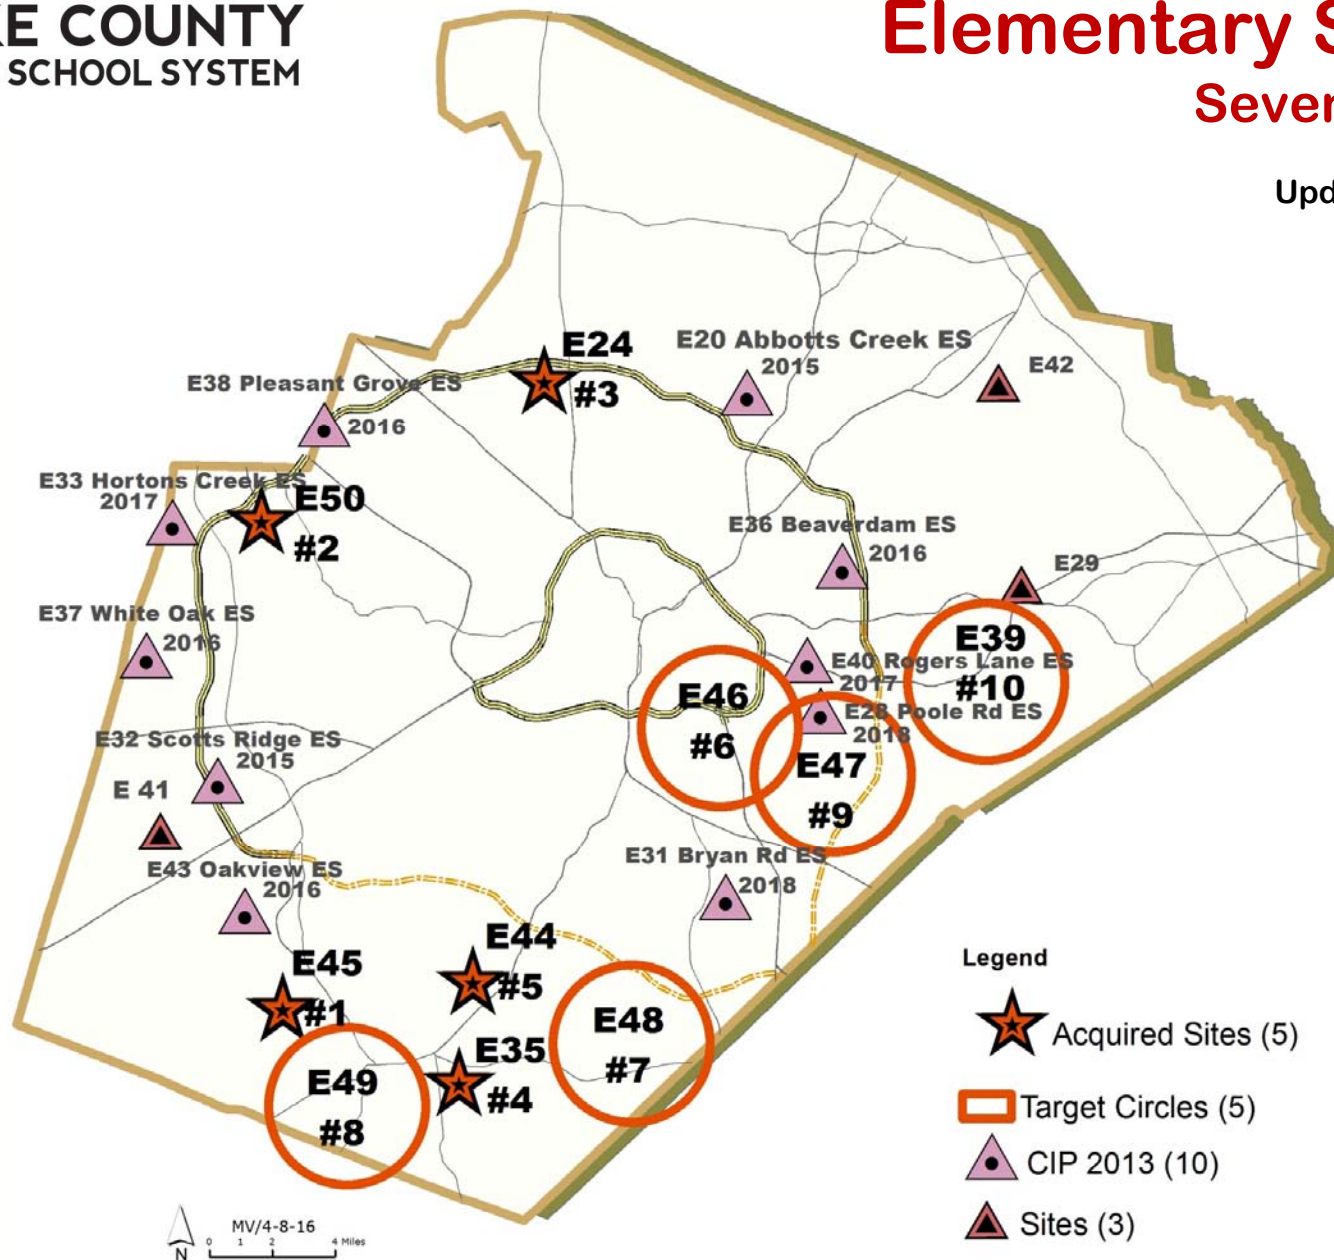 KE COUNTY
SCHOOL SYSTEM
Elementary S
Seven
Upd
E24
#3
E20 Abbotts Creek ES
2015
E42
E38 Pleasant Grove ES
2016
E33 Hortons Creek ES
2017
E50
#2
E36 Beaverdam ES
2016
E29
E37 White Oak ES
2016
E39
#10
E40 Rogers Lane ES
2017
E46
#6
E28 Poole Rd ES
2018
E47
#9
E32 Scotts Ridge ES
2015
E 41
E43 Oakview ES
2016
E31 Bryan Rd ES
2018
E44
#5
E45
#1
E48
#7
E35
#4
E49
#8
Legend
Acquired Sites (5)
Target Circles (5)
CIP 2013 (10)
Sites (3)
MV/4-8-16
N
0 1 2 4 Miles